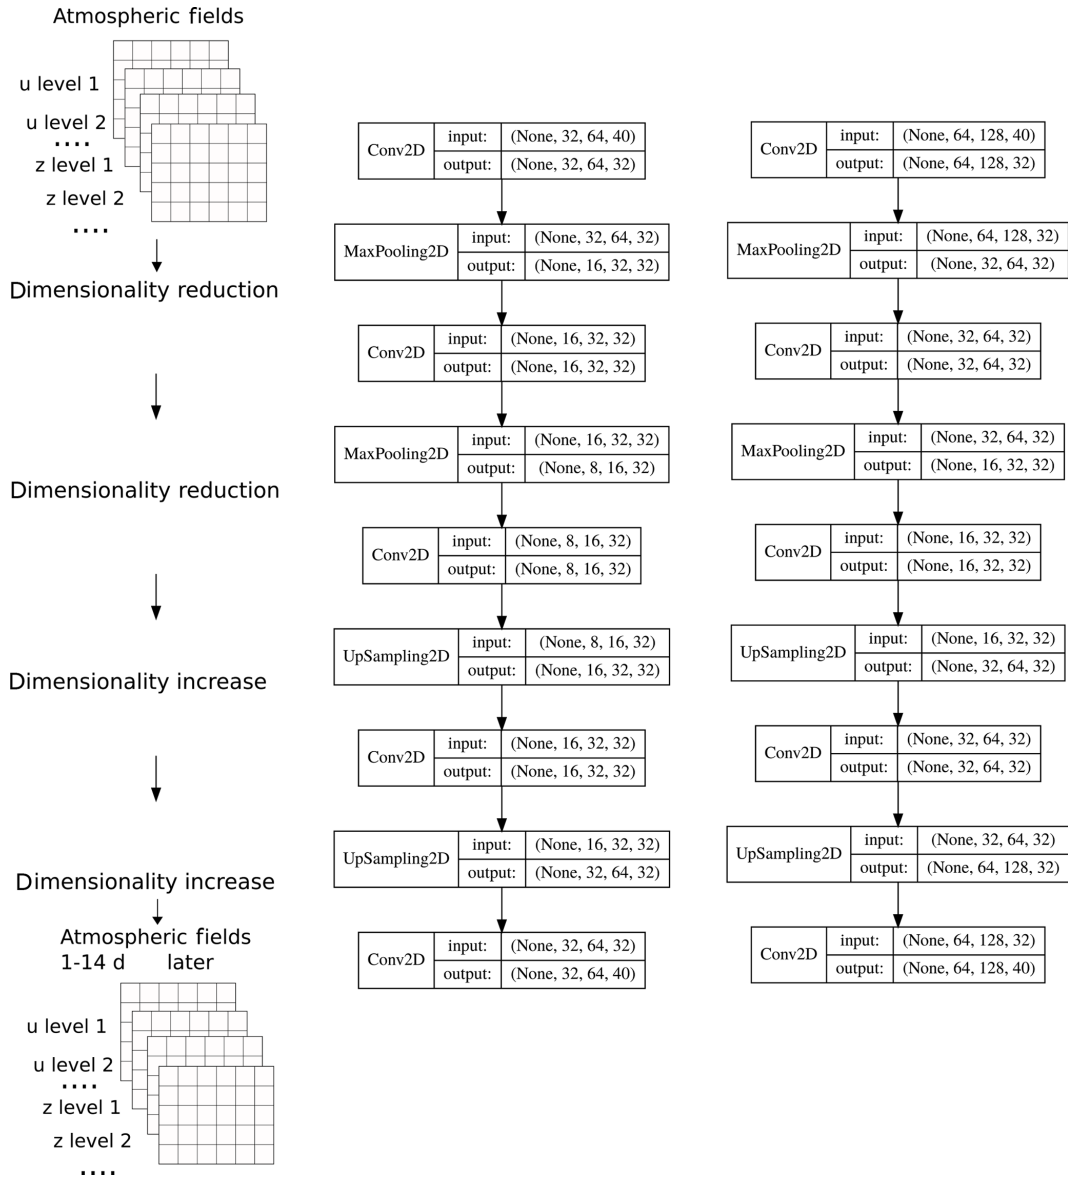 Atmospheric fields
u level 1
u level 2
....
z level 1
z level 2
....
Dimensionality reduction
Dimensionality reduction
Dimensionality increase
Dimensionality increase
Atmospheric fields
1-14 d later
u level 1
u level 2
....
z level 1
z level 2
....
Conv2D
input: (None, 32, 64, 40)
output: (None, 32, 64, 32)
MaxPooling2D
input: (None, 32, 64, 32)
output: (None, 16, 32, 32)
Conv2D
input: (None, 16, 32, 32)
output: (None, 16, 32, 32)
MaxPooling2D
input: (None, 16, 32, 32)
output: (None, 8, 16, 32)
Conv2D
input: (None, 8, 16, 32)
output: (None, 8, 16, 32)
UpSampling2D
input: (None, 8, 16, 32)
output: (None, 16, 32, 32)
Conv2D
input: (None, 16, 32, 32)
output: (None, 16, 32, 32)
UpSampling2D
input: (None, 16, 32, 32)
output: (None, 32, 64, 32)
Conv2D
input: (None, 32, 64, 32)
output: (None, 32, 64, 40)
Conv2D
input: (None, 64, 128, 40)
output: (None, 64, 128, 32)
MaxPooling2D
input: (None, 64, 128, 32)
output: (None, 32, 64, 32)
Conv2D
input: (None, 32, 64, 32)
output: (None, 32, 64, 32)
MaxPooling2D
input: (None, 32, 64, 32)
output: (None, 16, 32, 32)
Conv2D
input: (None, 16, 32, 32)
output: (None, 16, 32, 32)
UpSampling2D
input: (None, 16, 32, 32)
output: (None, 32, 64, 32)
Conv2D
input: (None, 32, 64, 32)
output: (None, 32, 64, 32)
UpSampling2D
input: (None, 32, 64, 32)
output: (None, 64, 128, 32)
Conv2D
input: (None, 64, 128, 32)
output: (None, 64, 128, 40)